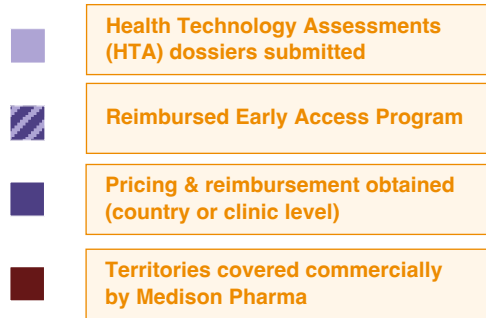 Health Technology Assessments
(HTA) dossiers submitted
Reimbursed Early Access Program
Pricing & reimbursement obtained
(country or clinic level)
Territories covered commercially
by Medison Pharma